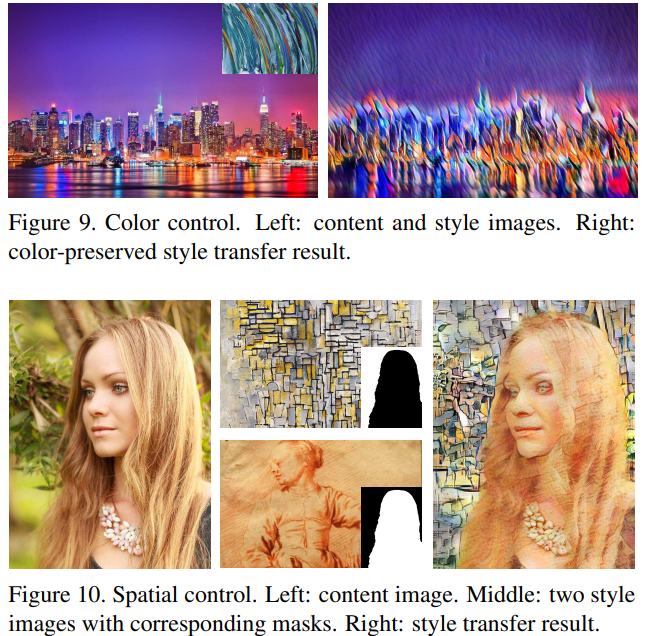 Figure 9. Color control. Left: content and style images. Right:
color-preserved style transfer result.
Figure 10. Spatial control. Left: content image. Middle: two style
images with corresponding masks. Right: style transfer result.